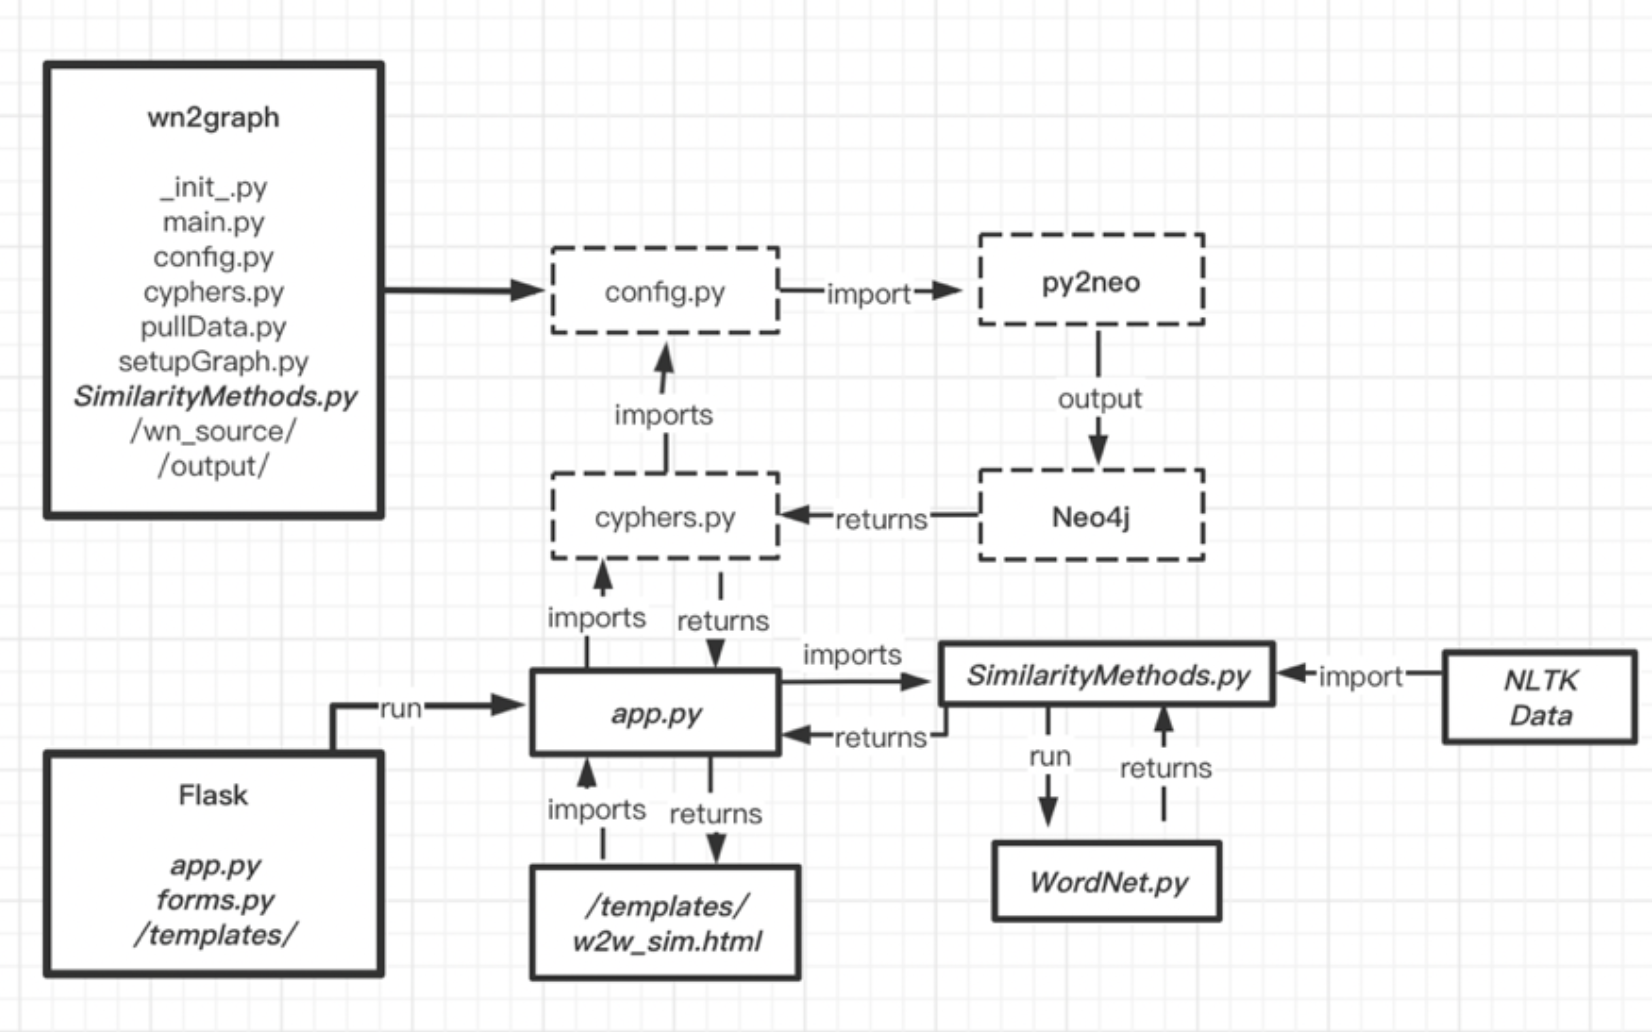 wn2graph
_init_.py
main.py
config.py
cyphers.py
pullData.py
setupGraph.py
SimilarityMethods.py
/wn_source/
/output/
config.py
import
py2neo
imports
output
cyphers.py
returns
Neo4j
imports
returns
run
app.py
imports
returns
SimilarityMethods.py
import
NLTK
Data
run
returns
WordNet.py
imports
returns
/templates/
w2w_sim.html
Flask
app.py
forms.py
/templates/